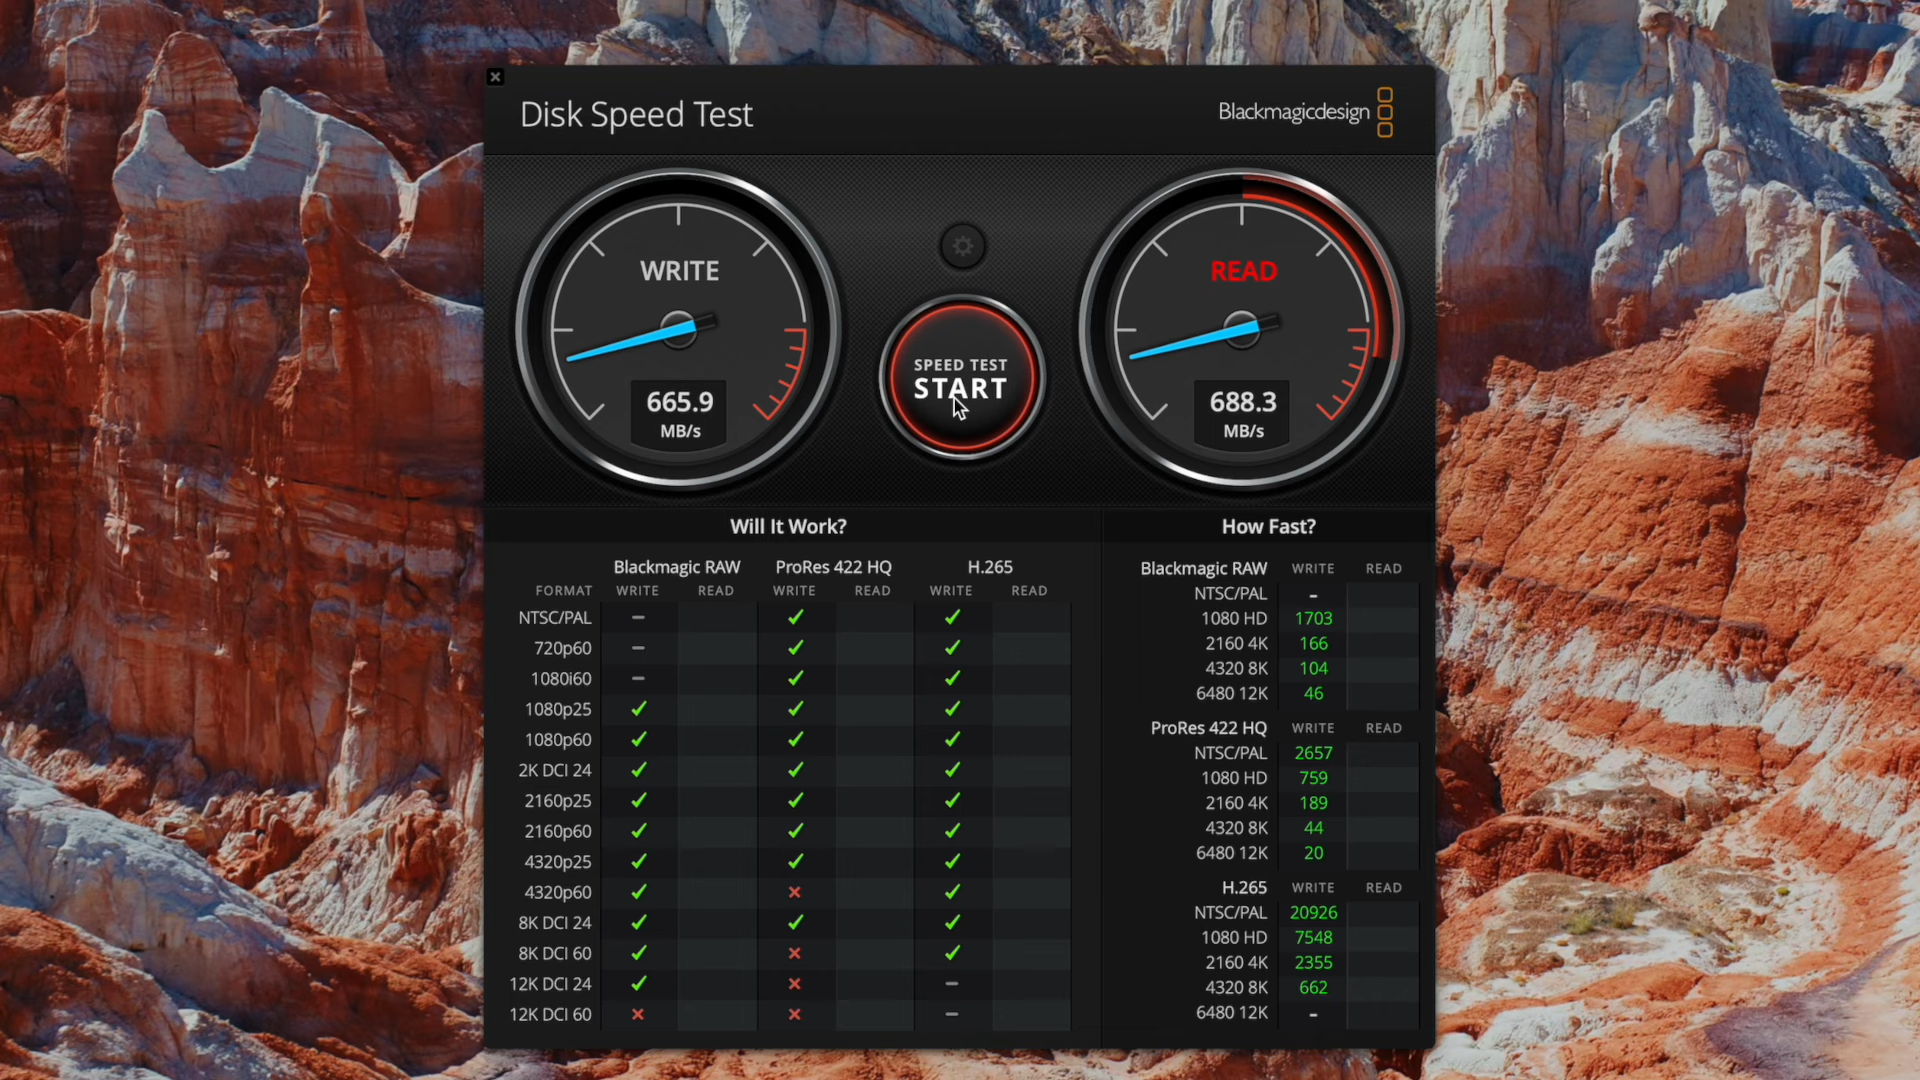 Disk Speed Test
Blackmagicdesign
WRITE
665.9
MB/s
SPEED TEST
START
READ
688.3
MB/s
Will It Work?
Blackmagic RAW ProRes 422 HQ H.265
FORMAT WRITE READ WRITE READ WRITE READ
NTSC/PAL – ✓ ✓
720p60 – ✓ ✓
1080i60 – ✓ ✓
1080p25 ✓ ✓ ✓
1080p60 ✓ ✓ ✓
2K DCI 24 ✓ ✓ ✓
2160p25 ✓ ✓ ✓
2160p60 ✓ ✓ ✓
4320p25 ✓ ✓ ✓
4320p60 ✓ ✗ ✓
8K DCI 24 ✓ ✓ ✓
8K DCI 60 ✓ ✗ ✓
12K DCI 24 ✓ ✗ –
12K DCI 60 ✗ ✗ –
How Fast?
Blackmagic RAW WRITE READ
NTSC/PAL –
1080 HD 1703
2160 4K 166
4320 8K 104
6480 12K 46
ProRes 422 HQ WRITE READ
NTSC/PAL 2657
1080 HD 759
2160 4K 189
4320 8K 44
6480 12K 20
H.265 WRITE READ
NTSC/PAL 20926
1080 HD 7548
2160 4K 2355
4320 8K 662
6480 12K –